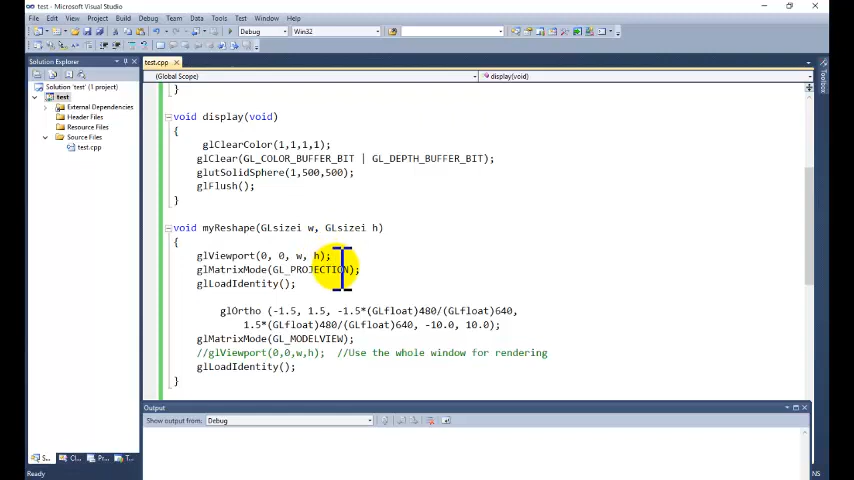 test - Microsoft Visual Studio
File Edit View Project Build Debug Team Data Tools Test Window Help
Debug Win32
Solution Explorer
Solution 'test' (1 project)
test
External Dependencies
Header Files
Resource Files
Source Files
test.cpp
test.cpp
(Global Scope) display(void)
}
void display(void)
{
glClearColor(1,1,1,1);
glClear(GL_COLOR_BUFFER_BIT | GL_DEPTH_BUFFER_BIT);
glutSolidSphere(1,500,500);
glFlush();
}
void myReshape(GLsizei w, GLsizei h)
{
glViewport(0, 0, w, h);
glMatrixMode(GL_PROJECTION);
glLoadIdentity();
glOrtho (-1.5, 1.5, -1.5*(GLfloat)480/(GLfloat)640,
1.5*(GLfloat)480/(GLfloat)640, -10.0, 10.0);
glMatrixMode(GL_MODELVIEW);
//glViewport(0,0,w,h); //Use the whole window for rendering
glLoadIdentity();
}
Toolbox
Output
Show output from: Debug
S... Cl... Pr... T...
Ready